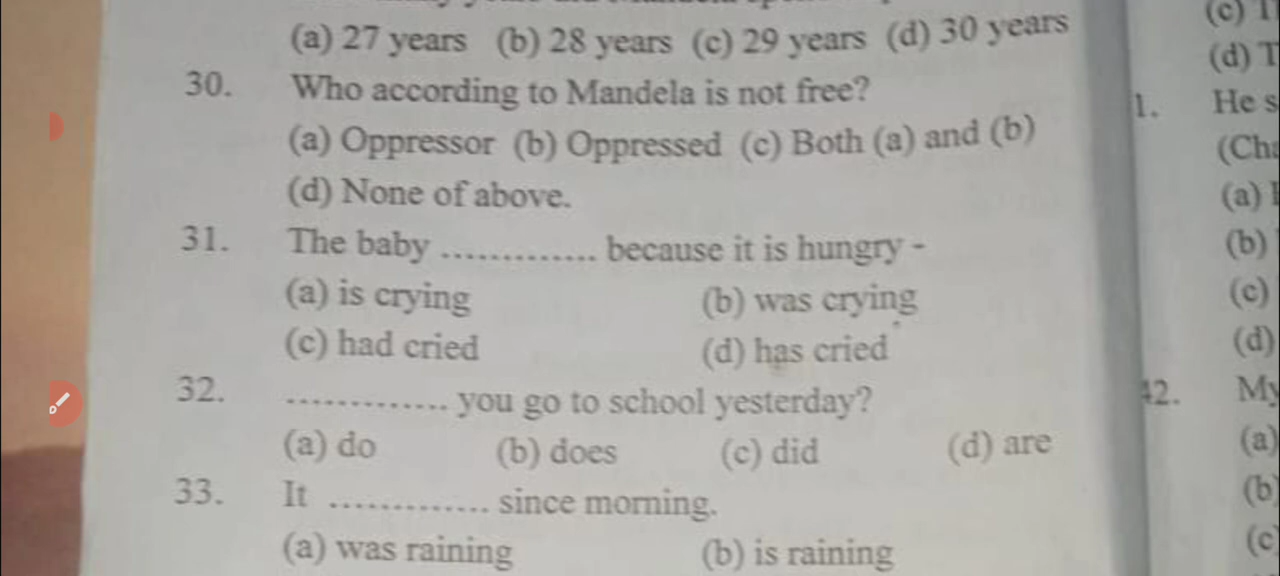 (a) 27 years (b) 28 years (c) 29 years (d) 30 years
30. Who according to Mandela is not free?
(a) Oppressor (b) Oppressed (c) Both (a) and (b)
(d) None of above.
31. The baby ............. because it is hungry -
(a) is crying (b) was crying
(c) had cried (d) has cried
32. ............. you go to school yesterday?
(a) do (b) does (c) did (d) are
33. It ............. since morning.
(a) was raining (b) is raining
(c)
(d)
1. He
(a)
(b)
(c)
(d)
42. My
(a)
(b)
(c)